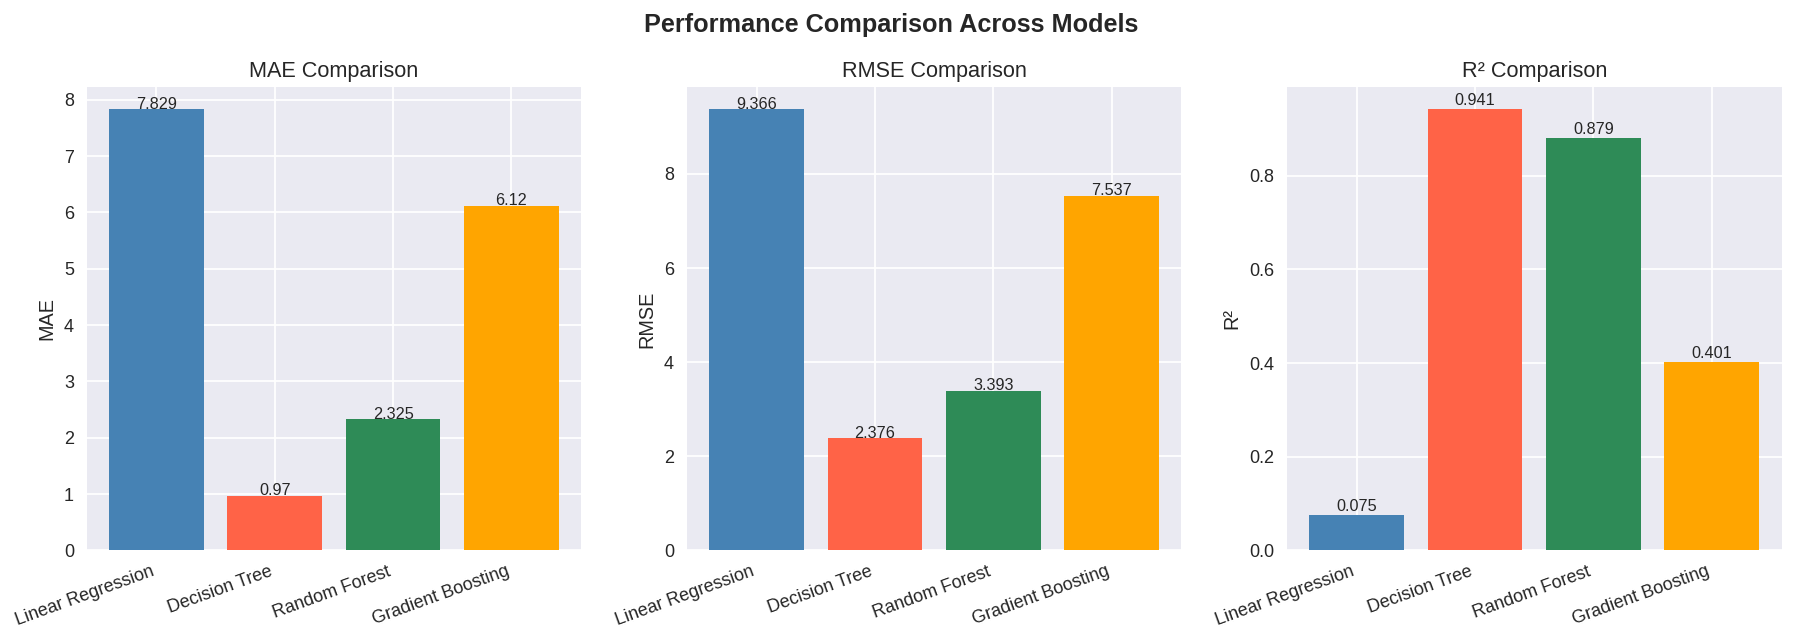 Performance Comparison Across Models
MAE Comparison
MAE
8
7
6
5
4
3
2
1
0
7.829
0.97
2.325
6.12
Linear Regression
Decision Tree
Random Forest
Gradient Boosting
RMSE Comparison
RMSE
8
6
4
2
0
9.366
2.376
3.393
7.537
Linear Regression
Decision Tree
Random Forest
Gradient Boosting
R² Comparison
R²
0.8
0.6
0.4
0.2
0.0
0.075
0.941
0.879
0.401
Linear Regression
Decision Tree
Random Forest
Gradient Boosting